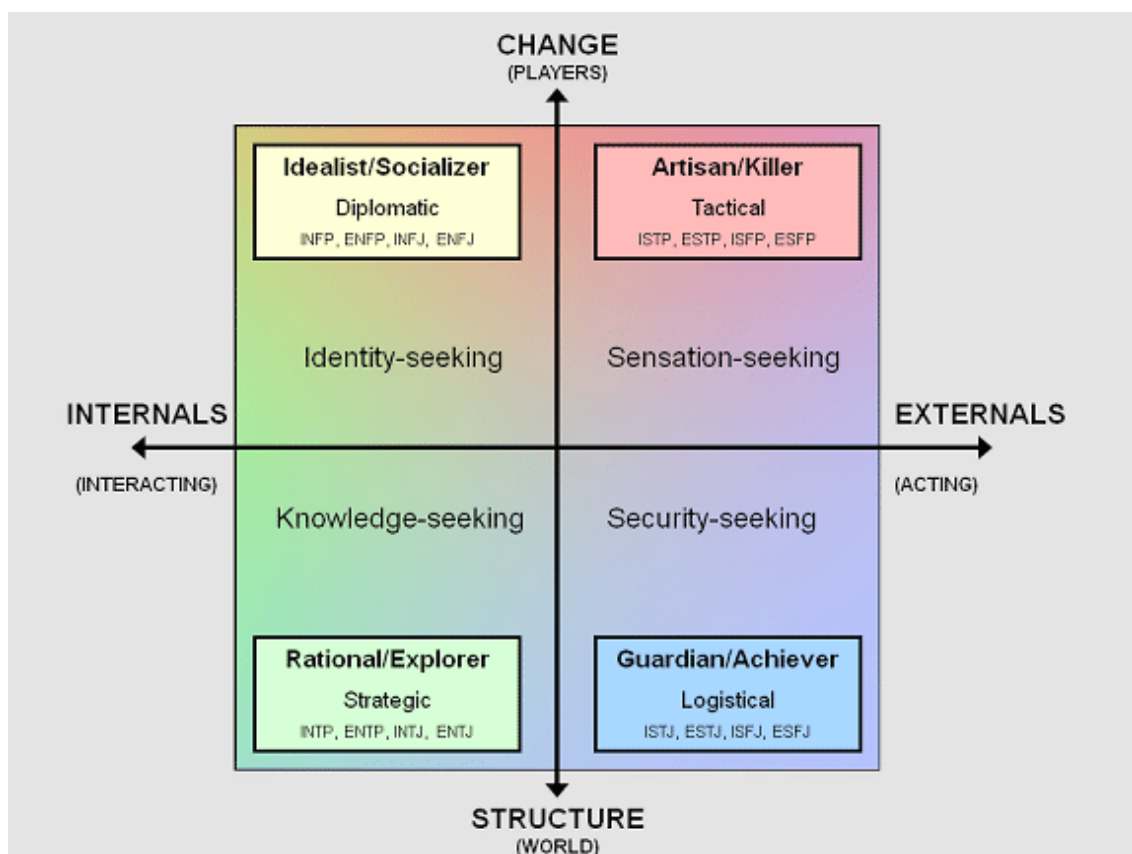 CHANGE
(PLAYERS)
Idealist/Socializer
Diplomatic
INFP, ENFP, INFJ, ENFJ
Artisan/Killer
Tactical
ISTP, ESTP, ISFP, ESFP
Identity-seeking
Sensation-seeking
INTERNALS
(INTERACTING)
EXTERNALS
(ACTING)
Knowledge-seeking
Security-seeking
Rational/Explorer
Strategic
INTP, ENTP, INTJ, ENTJ
Guardian/Achiever
Logistical
ISTJ, ESTJ, ISFJ, ESFJ
STRUCTURE
(WORLD)